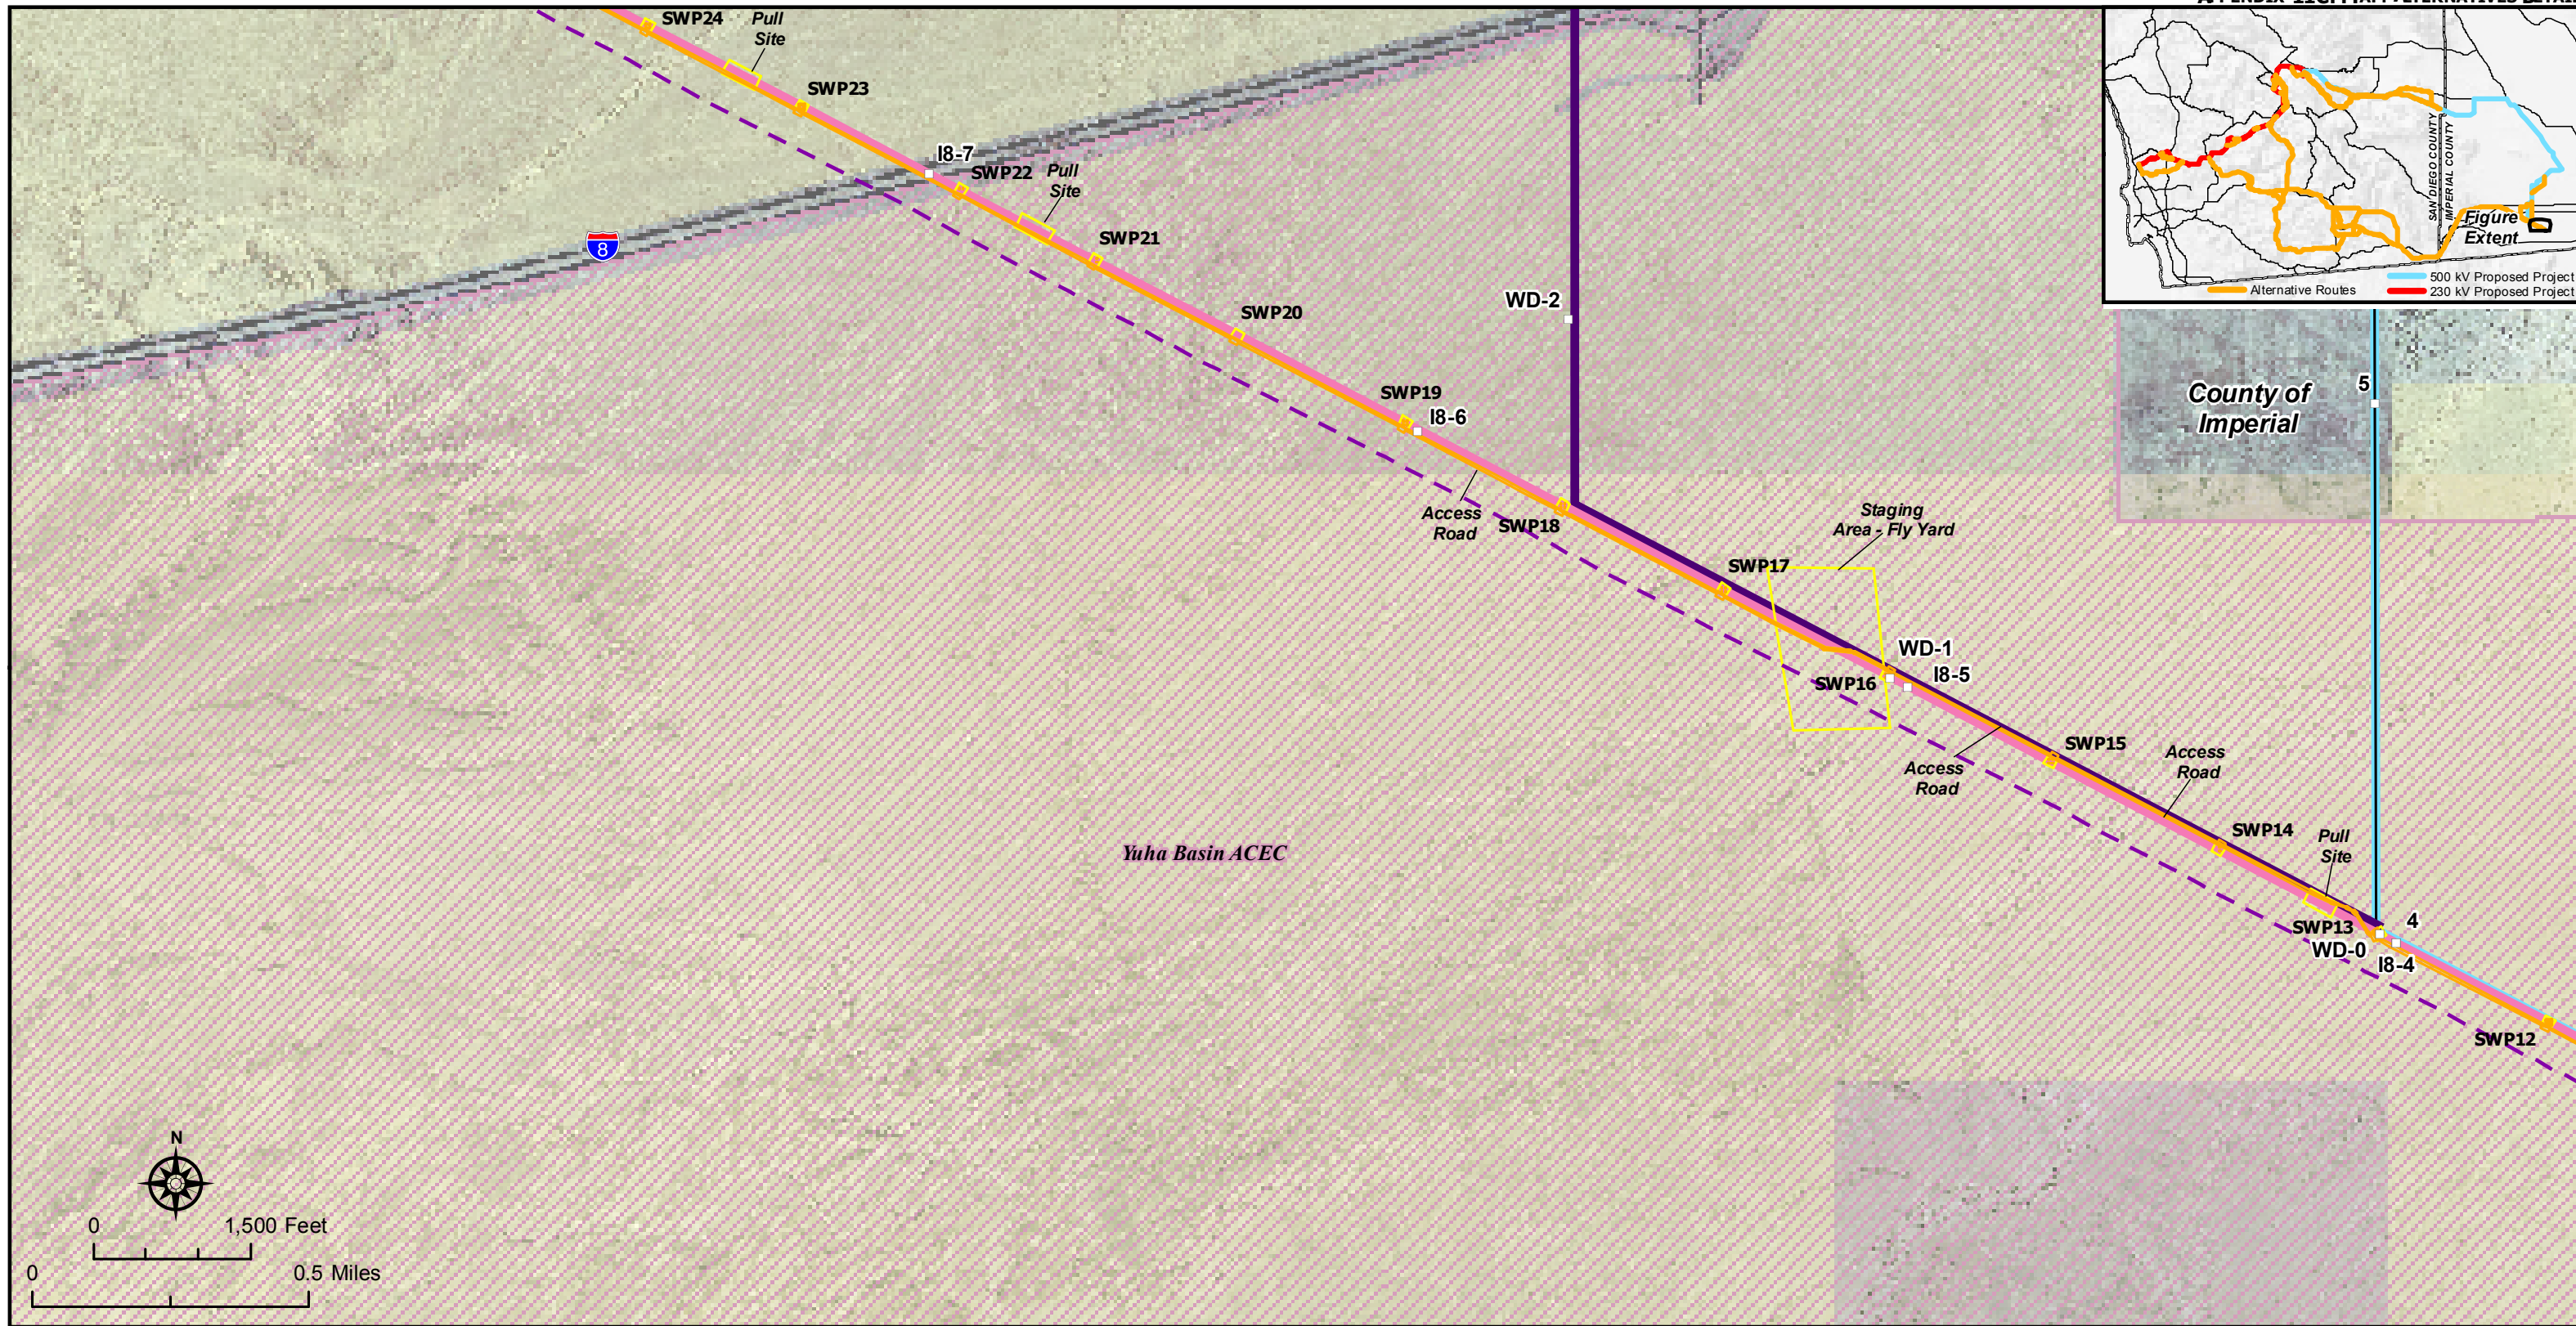 SWP24
Pull
Site
SWP23
I8-7
SWP22
Pull
Site
SWP21
8
SWP20
WD-2
SWP19
I8-6
Access
Road
SWP18
Staging
Area - Fly Yard
SWP17
WD-1
I8-5
SWP16
SWP15
Access
Road
Access
Road
SWP14
Pull
Site
SWP13
WD-0
4
I8-4
SWP12
Yuha Basin ACEC
County of
Imperial
5
SAN DIEGO COUNTY
IMPERIAL COUNTY
Figure
Extent
500 kV Proposed Project
Alternative Routes
230 kV Proposed Project
N
0 1,500 Feet
0 0.5 Miles